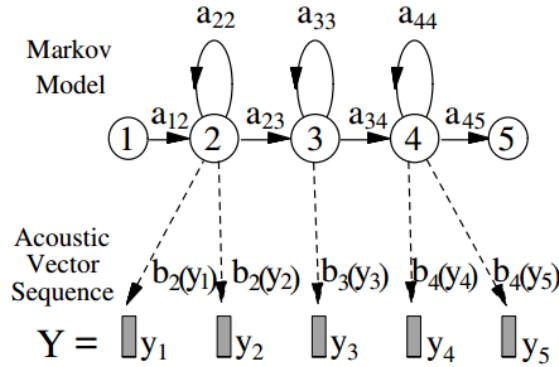 a22 a33 a44
Markov
Model
a12 a23 a34 a45
1 2 3 4 5
Acoustic
Vector
Sequence
b2(y1) b2(y2) b3(y3) b4(y4) b4(y5)
Y = y1 y2 y3 y4 y5